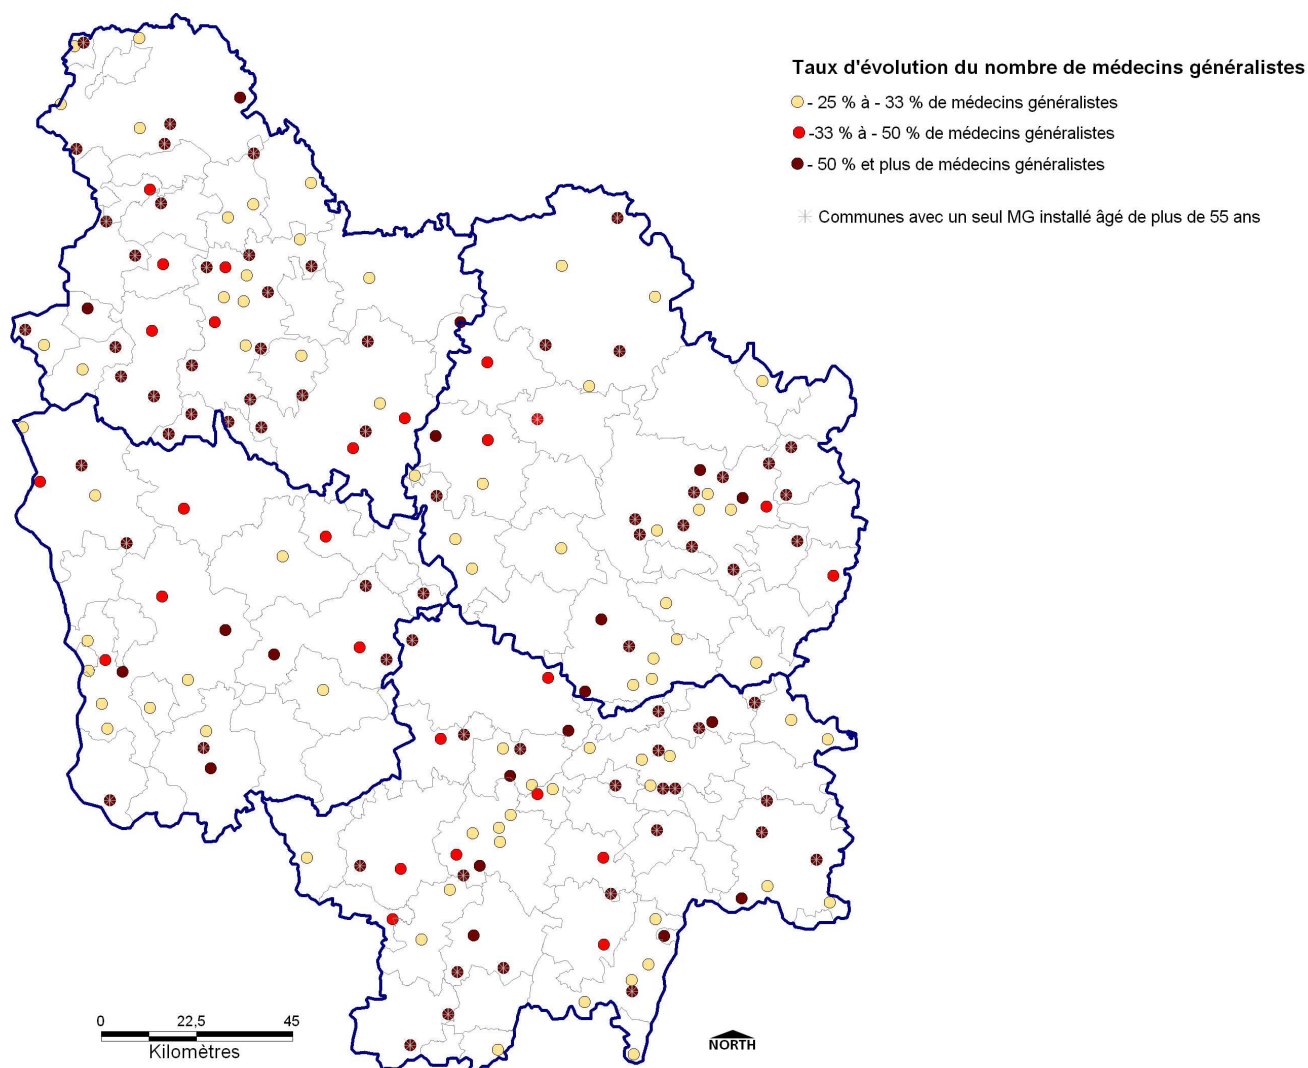 Taux d'évolution du nombre de médecins généralistes
- 25 % à - 33 % de médecins généralistes
-33 % à - 50 % de médecins généralistes
- 50 % et plus de médecins généralistes
Communes avec un seul MG installé âgé de plus de 55 ans
0 22,5 45
Kilomètres
NORTH